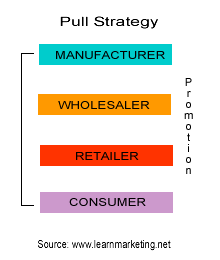 Pull Strategy
MANUFACTURER
WHOLESALER
RETAILER
CONSUMER
Promotion
Source: www.learnmarketing.net